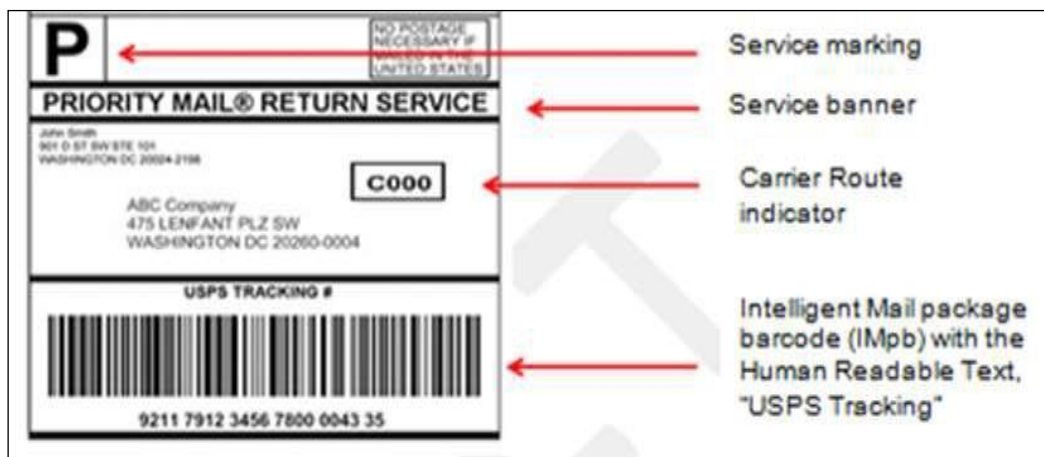 P
NO POSTAGE
NECESSARY IF
MAILED IN THE
UNITED STATES
Service marking
PRIORITY MAIL® RETURN SERVICE
Service banner
John Smith
901 D ST SW STE 101
WASHINGTON DC 20024-2198
C000
Carrier Route
indicator
ABC Company
475 LENFANT PLZ SW
WASHINGTON DC 20260-0004
USPS TRACKING #
9211 7912 3456 7800 0043 35
Intelligent Mail package
barcode (IMpb) with the
Human Readable Text,
"USPS Tracking"